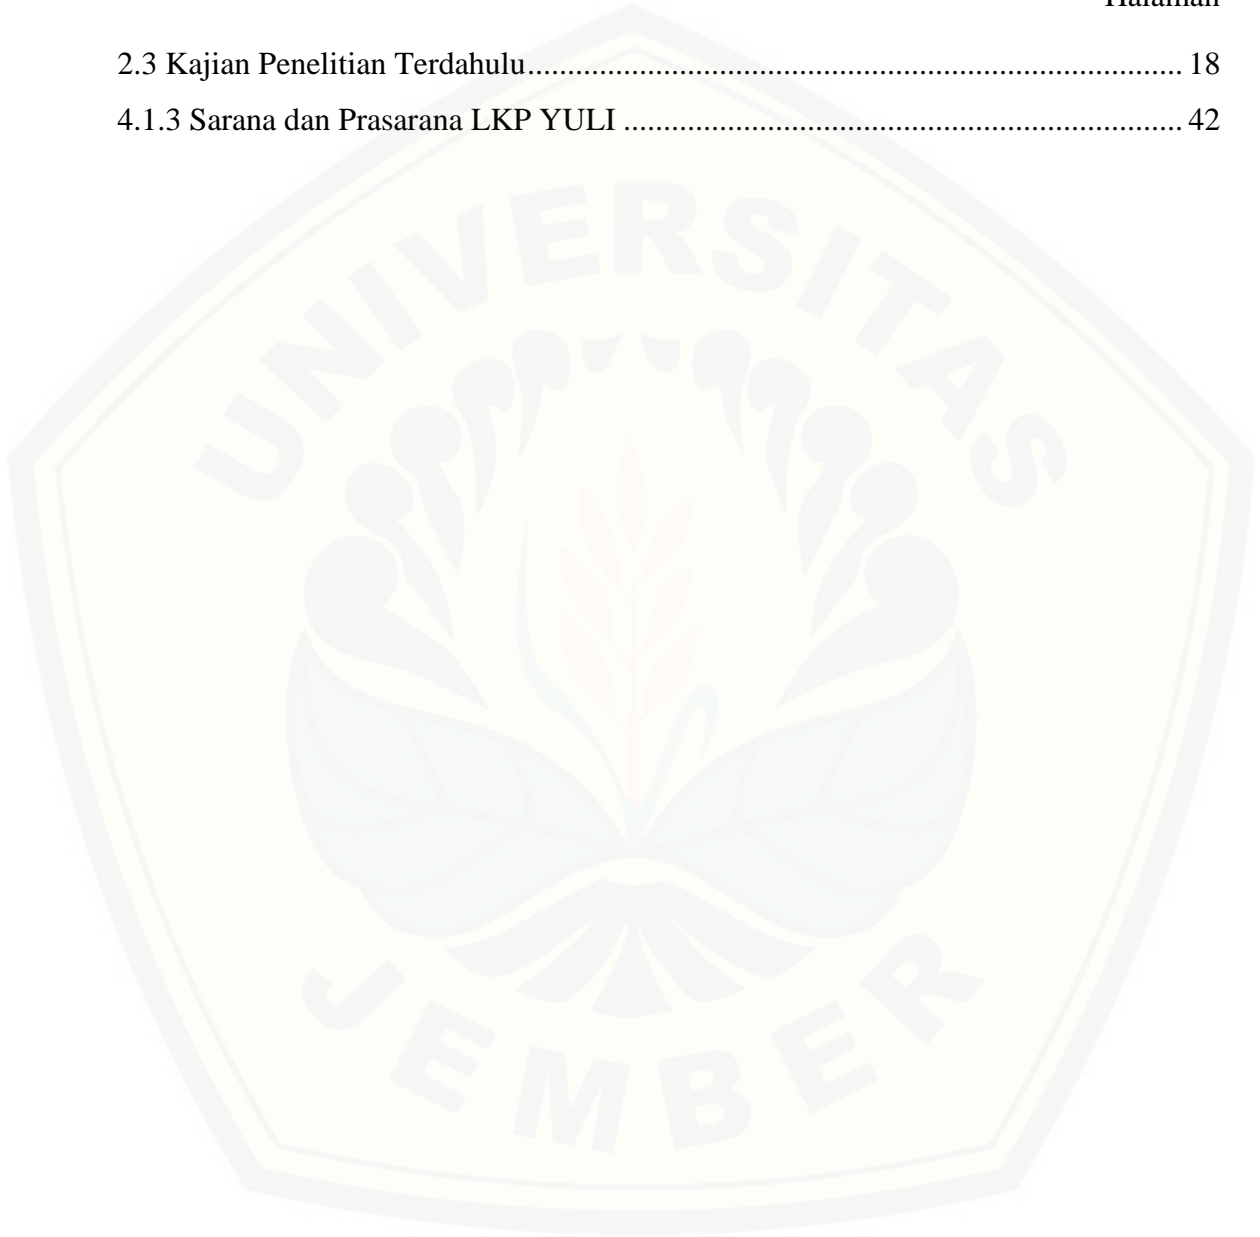 Halaman
2.3 Kajian Penelitian Terdahulu.................................................................................. 18
4.1.3 Sarana dan Prasarana LKP YULI ...................................................................... 42
UNIVERSITAS
JEMBER